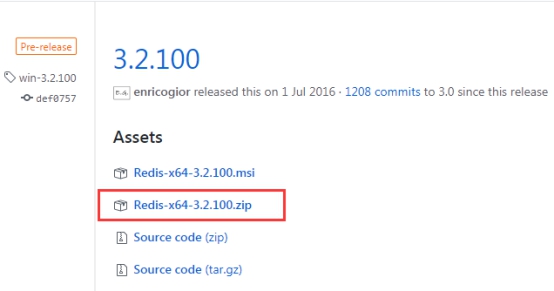 Pre-release
win-3.2.100
def0757
3.2.100
enricogior released this on 1 Jul 2016 · 1208 commits to 3.0 since this release
Assets
Redis-x64-3.2.100.msi
Redis-x64-3.2.100.zip
Source code (zip)
Source code (tar.gz)